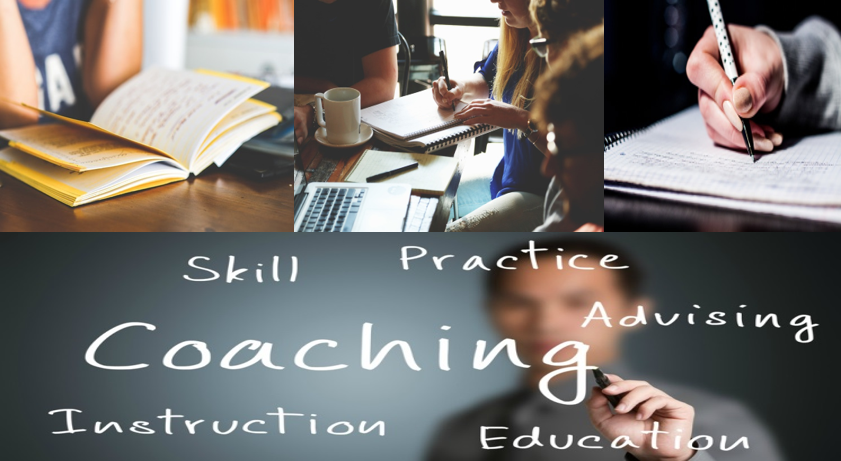 Skill
Practice
Advising
Coaching
Instruction
Education